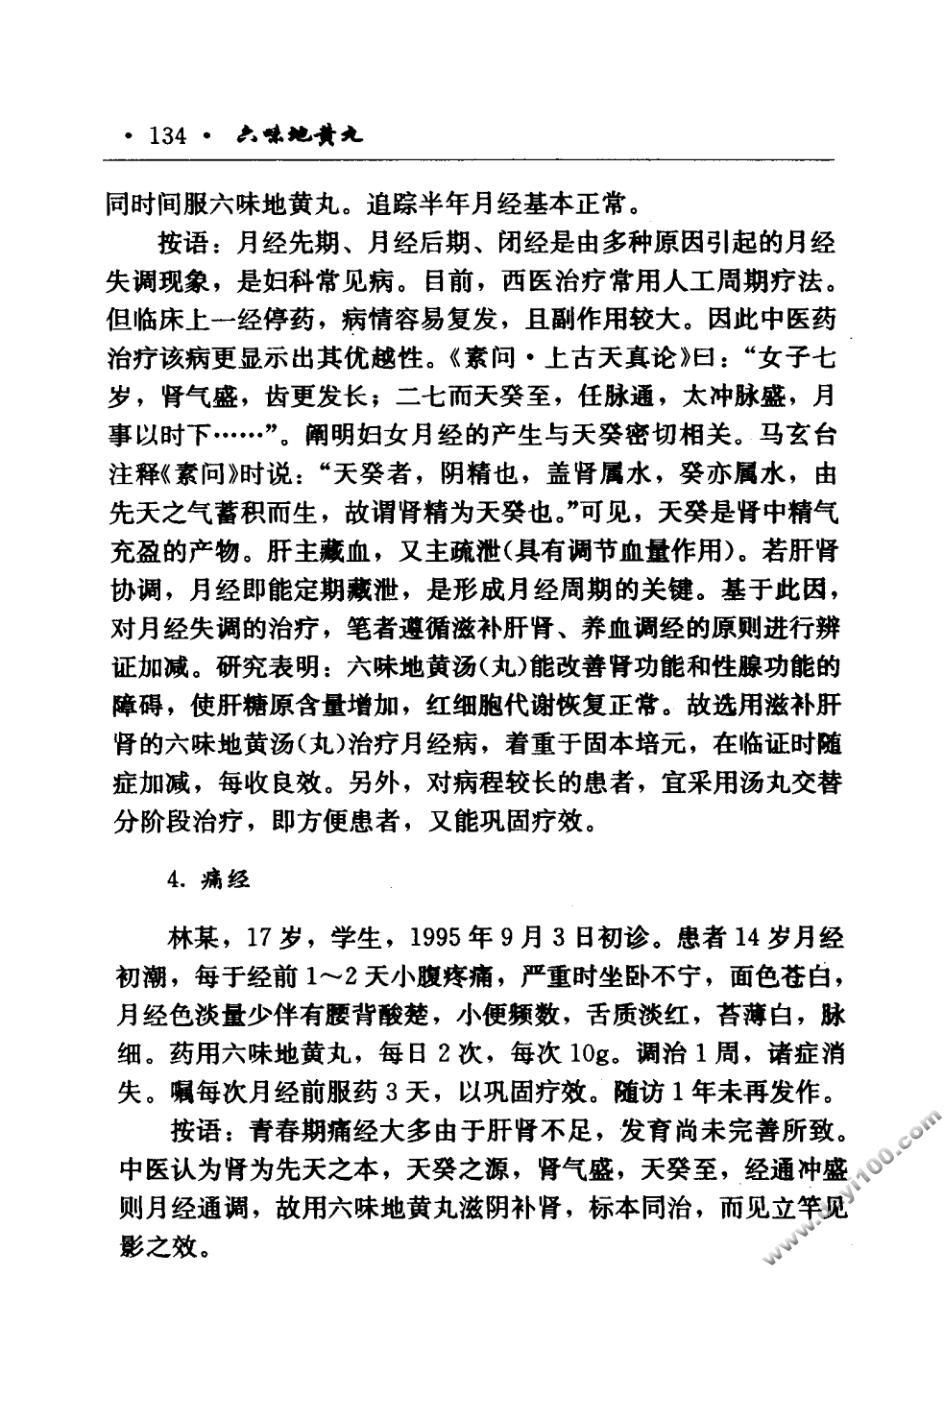 · 134 · 六味地黄丸
同时间服六味地黄丸。追踪半年月经基本正常。
按语：月经先期、月经后期、闭经是由多种原因引起的月经
失调现象，是妇科常见病。目前，西医治疗常用人工周期疗法。
但临床上一经停药，病情容易复发，且副作用较大。因此中医药
治疗该病更显示出其优越性。《素问·上古天真论》曰：“女子七
岁，肾气盛，齿更发长；二七而天癸至，任脉通，太冲脉盛，月
事以时下……”。阐明妇女月经的产生与天癸密切相关。马玄台
注释《素问》时说：“天癸者，阴精也，盖肾属水，癸亦属水，由
先天之气蓄积而生，故谓肾精为天癸也。”可见，天癸是肾中精气
充盈的产物。肝主藏血，又主疏泄（具有调节血量作用）。若肝肾
协调，月经即能定期藏泄，是形成月经周期的关键。基于此因，
对月经失调的治疗，笔者遵循滋补肝肾、养血调经的原则进行辨
证加减。研究表明：六味地黄汤（丸）能改善肾功能和性腺功能的
障碍，使肝糖原含量增加，红细胞代谢恢复正常。故选用滋补肝
肾的六味地黄汤（丸）治疗月经病，着重于固本培元，在临证时随
症加减，每收良效。另外，对病程较长的患者，宜采用汤丸交替
分阶段治疗，即方便患者，又能巩固疗效。
4. 痛经
林某，17 岁，学生，1995 年 9 月 3 日初诊。患者 14 岁月经
初潮，每于经前 1～2 天小腹疼痛，严重时坐卧不宁，面色苍白，
月经色淡量少伴有腰背酸楚，小便频数，舌质淡红，苔薄白，脉
细。药用六味地黄丸，每日 2 次，每次 10g。调治 1 周，诸症消
失。嘱每次月经前服药 3 天，以巩固疗效。随访 1 年未再发作。
按语：青春期痛经大多由于肝肾不足，发育尚未完善所致。
中医认为肾为先天之本，天癸之源，肾气盛，天癸至，经通冲盛
则月经通调，故用六味地黄丸滋阴补肾，标本同治，而见立竿见
影之效。